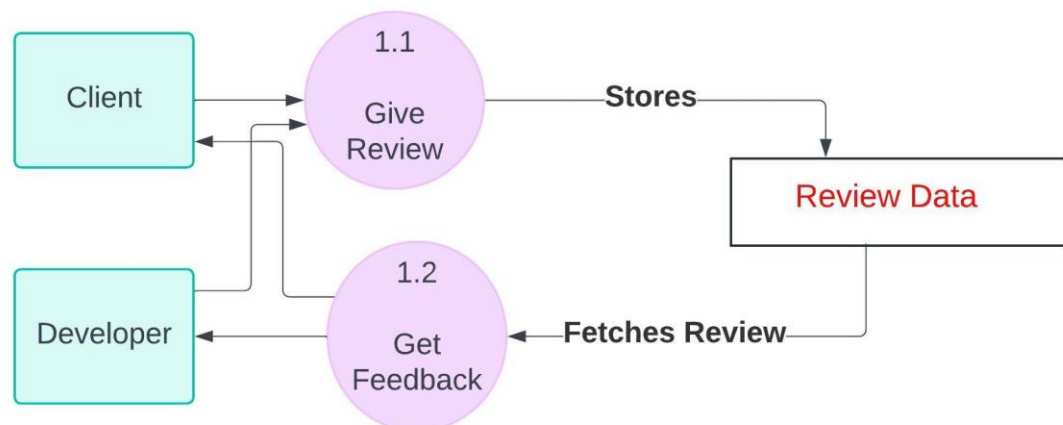 1.1
Client
Give
Review
Stores
Review Data
1.2
Developer
Get
Feedback
Fetches Review